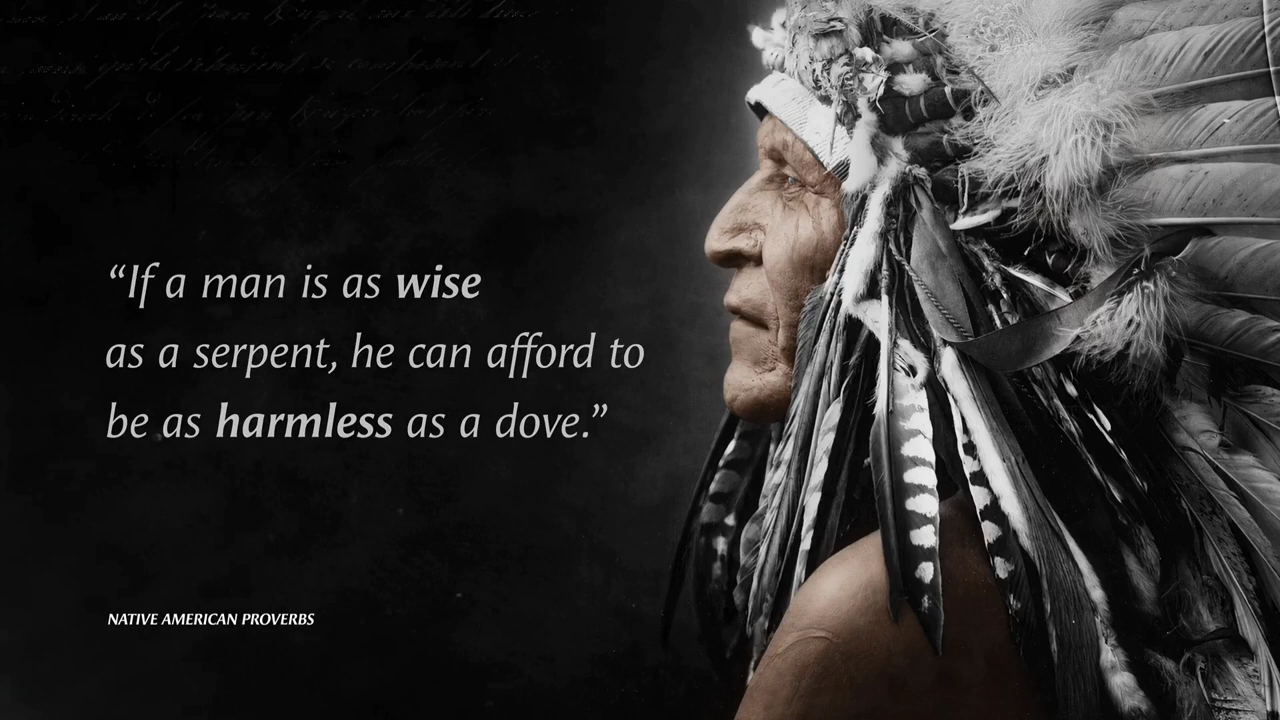 “If a man is as wise
as a serpent, he can afford to
be as harmless as a dove.”
NATIVE AMERICAN PROVERBS